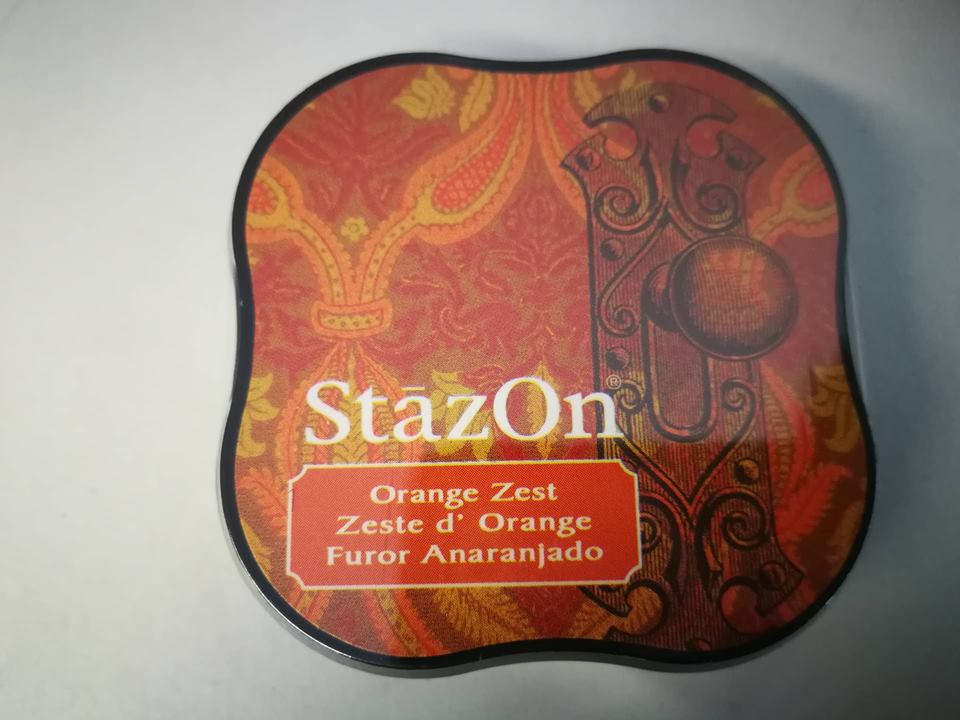 StāzOn®
Orange Zest
Zeste d' Orange
Furor Anaranjado